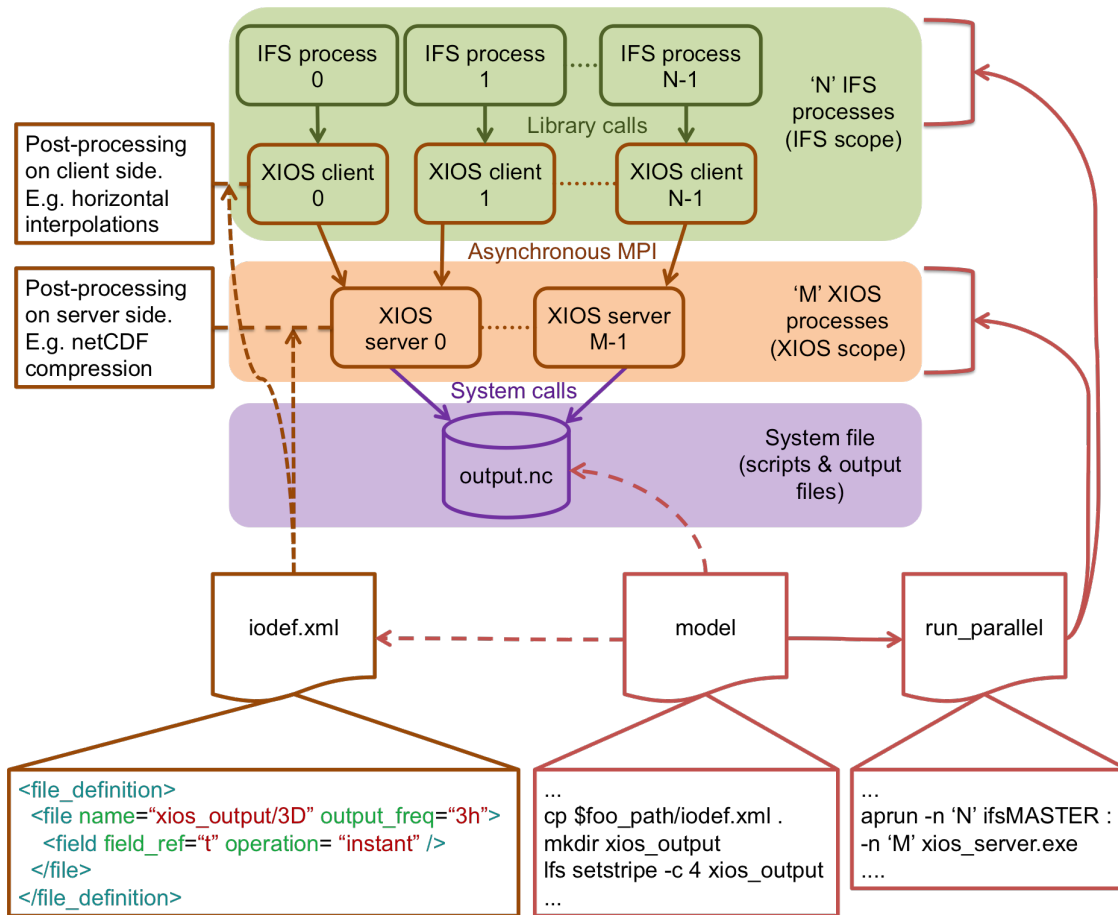 IFS process
0
IFS process
1
IFS process
N-1
‘N’ IFS
processes
(IFS scope)
Library calls
Post-processing
on client side.
E.g. horizontal
interpolations
XIOS client
0
XIOS client
1
XIOS client
N-1
Asynchronous MPI
Post-processing
on server side.
E.g. netCDF
compression
XIOS
server 0
XIOS server
M-1
‘M’ XIOS
processes
(XIOS scope)
System calls
output.nc
System file
(scripts & output
files)
iodef.xml
model
run_parallel
<file_definition>
<file name=“xios_output/3D” output_freq=“3h”>
<field field_ref=“t” operation= “instant” />
</file>
</file_definition>
...
cp $foo_path/iodef.xml .
mkdir xios_output
lfs setstripe -c 4 xios_output
...
...
aprun -n ‘N’ ifsMASTER :
-n ‘M’ xios_server.exe
....